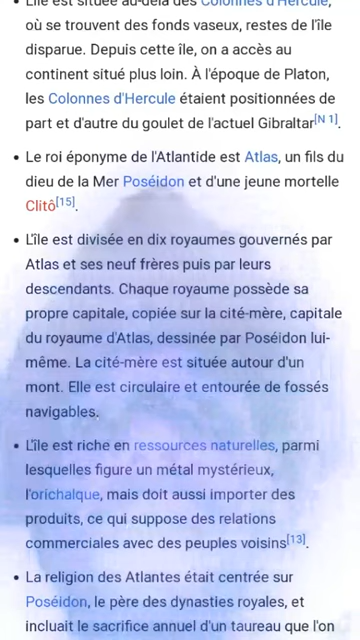 Elle est située au-delà des Colonnes d'Hercule,
où se trouvent des fonds vaseux, restes de l'île
disparue. Depuis cette île, on a accès au
continent situé plus loin. À l'époque de Platon,
les Colonnes d'Hercule étaient positionnées de
part et d'autre du goulet de l'actuel Gibraltar[N 1].
• Le roi éponyme de l'Atlantide est Atlas, un fils du
dieu de la Mer Poséidon et d'une jeune mortelle
Clitô[15].
• L'île est divisée en dix royaumes gouvernés par
Atlas et ses neuf frères puis par leurs
descendants. Chaque royaume possède sa
propre capitale, copiée sur la cité-mère, capitale
du royaume d'Atlas, dessinée par Poséidon lui-
même. La cité-mère est située autour d'un
mont. Elle est circulaire et entourée de fossés
navigables.
• L'île est riche en ressources naturelles, parmi
lesquelles figure un métal mystérieux,
l'orichalque, mais doit aussi importer des
produits, ce qui suppose des relations
commerciales avec des peuples voisins[13].
• La religion des Atlantes était centrée sur
Poséidon, le père des dynasties royales, et
incluait le sacrifice annuel d'un taureau que l'on